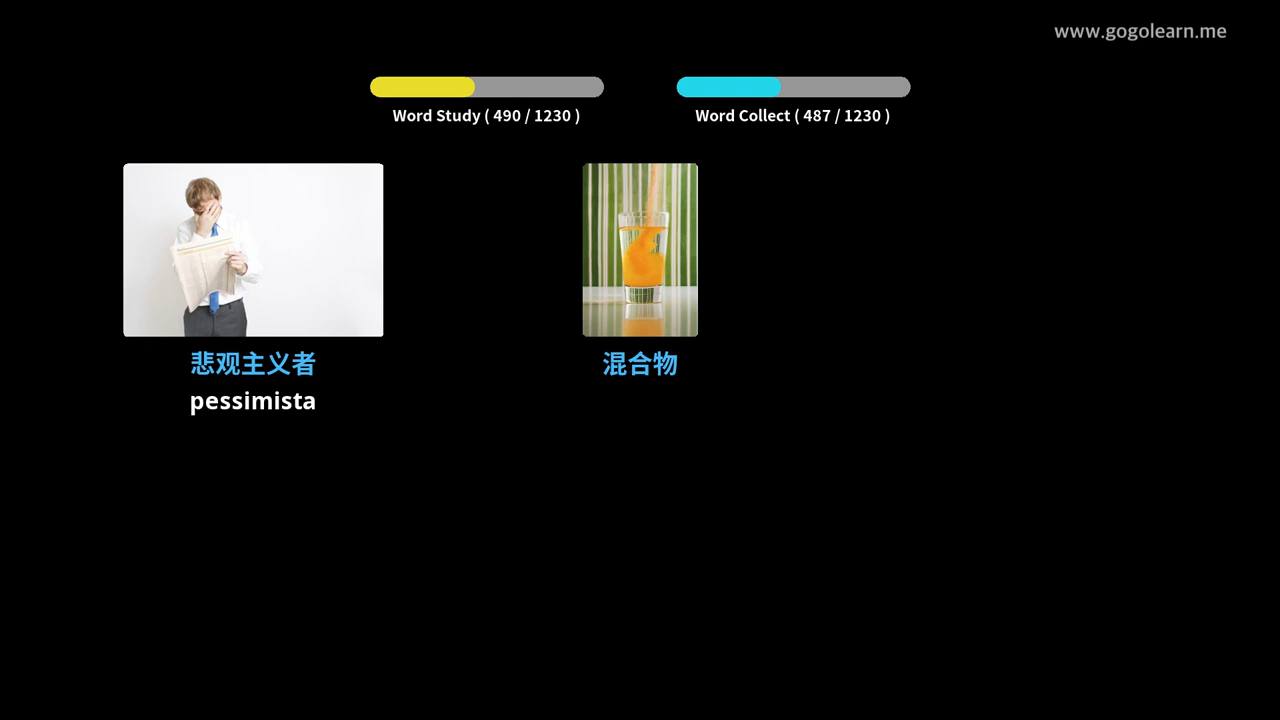 www.gogolearn.me
Word Study ( 490 / 1230 )
Word Collect ( 487 / 1230 )
悲观主义者
pessimista
混合物